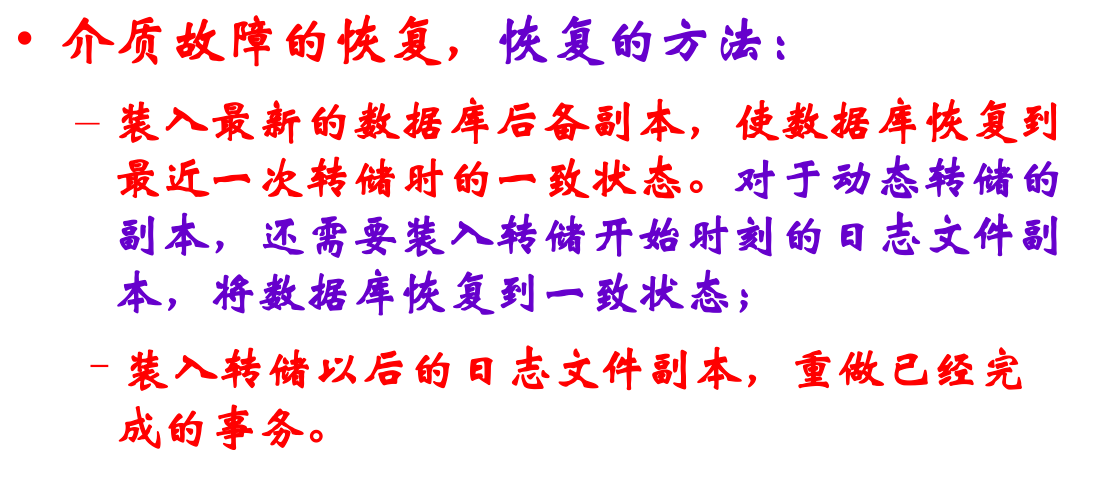 • 介质故障的恢复，恢复的方法：
– 装入最新的数据库后备副本，使数据库恢复到
最近一次转储时的一致状态。对于动态转储的
副本，还需要装入转储开始时刻的日志文件副
本，将数据库恢复到一致状态；
– 装入转储以后的日志文件副本，重做已经完
成的事务。